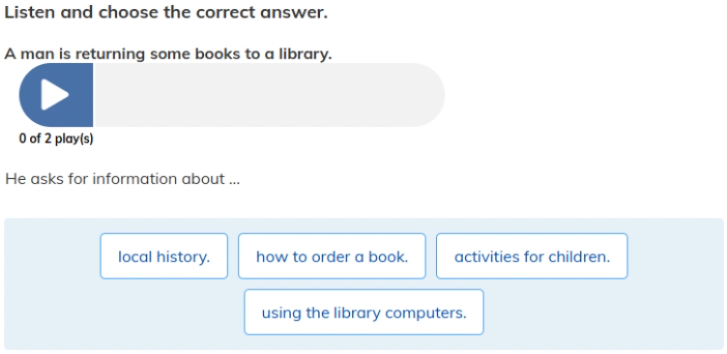 Listen and choose the correct answer.
A man is returning some books to a library.
0 of 2 play(s)
He asks for information about ...
local history.
how to order a book.
activities for children.
using the library computers.